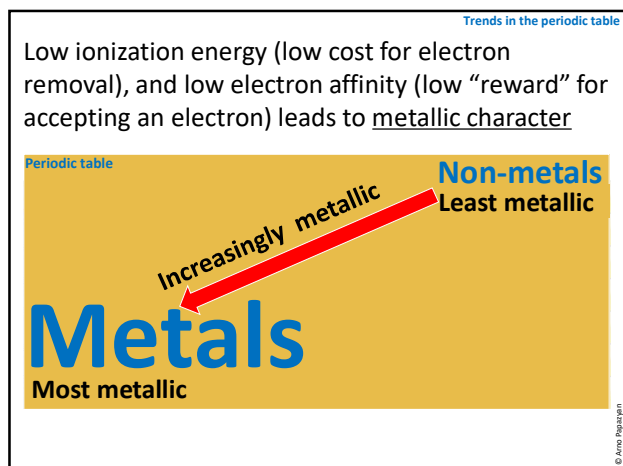 Trends in the periodic table
Low ionization energy (low cost for electron
removal), and low electron affinity (low “reward” for
accepting an electron) leads to metallic character
Periodic table
Non-metals
Least metallic
Increasingly metallic
Metals
Most metallic
© Arno Papazyan